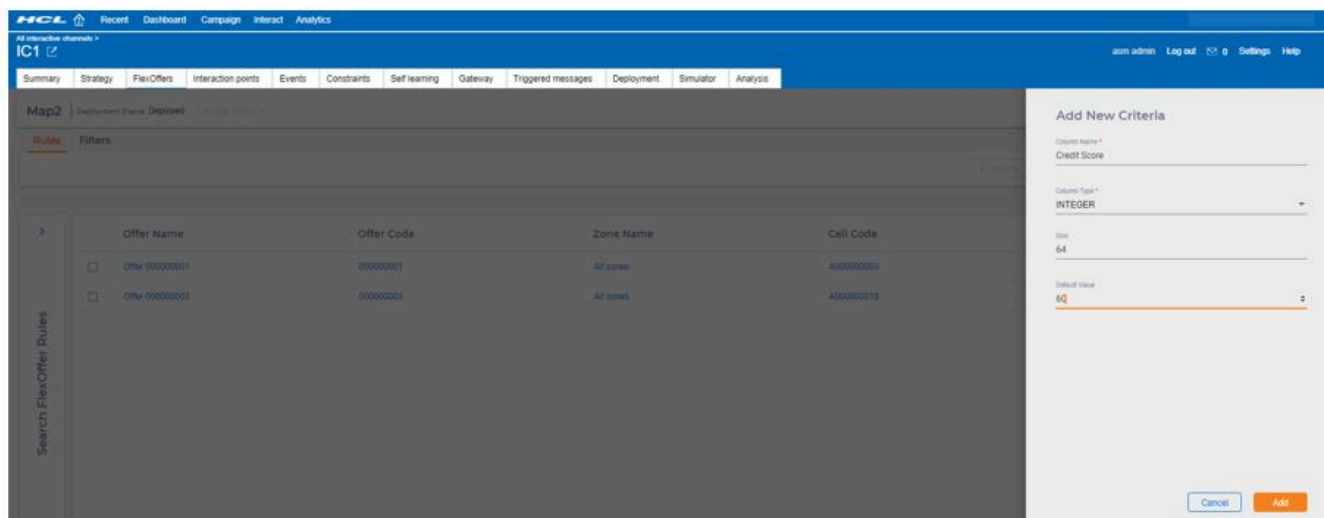 HCL Recent Dashboard Campaign Interact Analytics
All interactive channels >
IC1
asm admin Log out 0 Settings Help
Summary Strategy FlexOffers Interaction points Events Constraints Self learning Gateway Triggered messages Deployment Simulator Analysis
Map2 Deployment Status: Deployed
Rules Filters
Offer Name Offer Code Zone Name Cell Code
Offer 000000001 000000001 All zones A000000003
Offer 000000003 000000003 All zones
Search FlexOffer Rules
Add New Criteria
Column Name *
Credit Score
Column Type *
INTEGER
Size
64
Default Value
60
Cancel Add